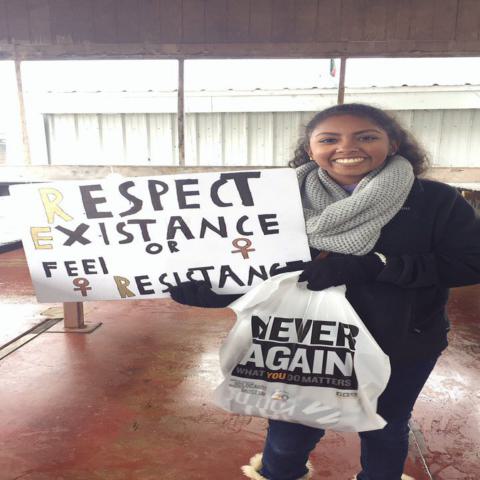 RESPECT
EXISTANCE
OR
FEEl
RESISTANCE
NEVER
AGAIN
WHAT YOU DO MATTERS